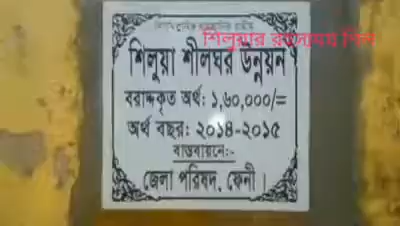 শিলুয়ার রহস্যময় শিল
শিলুয়া শীলঘর উন্নয়ন
বরাদ্দকৃত অর্থ: ১,৬০,০০০/=
অর্থ বছর: ২০১৪-২০১৫
বাস্তবায়নে:-
জেলা পরিষদ, ফেনী।